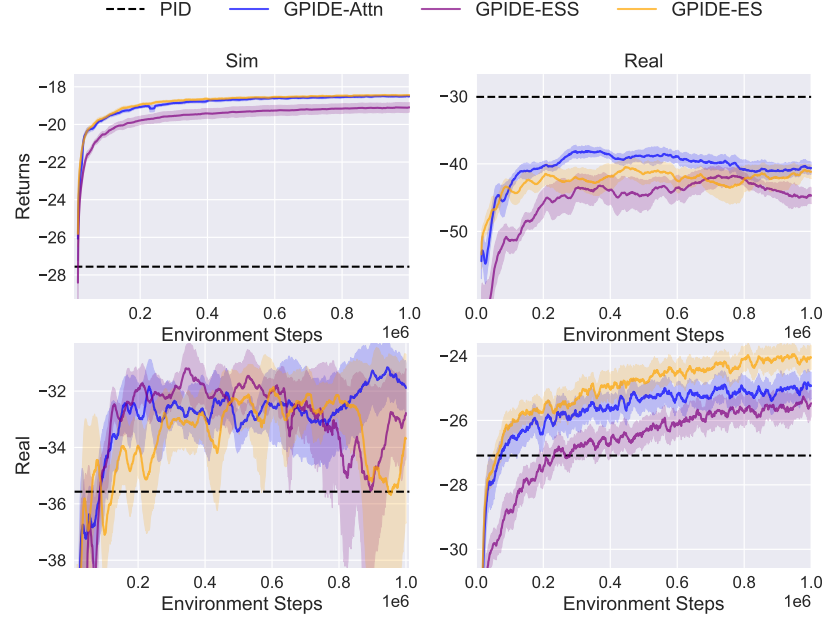 PID GPIDE-Attn GPIDE-ESS GPIDE-ES
Sim Real
Returns
−18
−20
−22
−24
−26
−28
0.2 0.4 0.6 0.8 1.0
Environment Steps
1e6
−30
−40
−50
0.0 0.2 0.4 0.6 0.8 1.0
Environment Steps
1e6
Real
−32
−33
−34
−36
−38
0.2 0.4 0.6 0.8 1.0
Environment Steps
1e6
−24
−26
−28
−30
0.0 0.2 0.4 0.6 0.8 1.0
Environment Steps
1e6